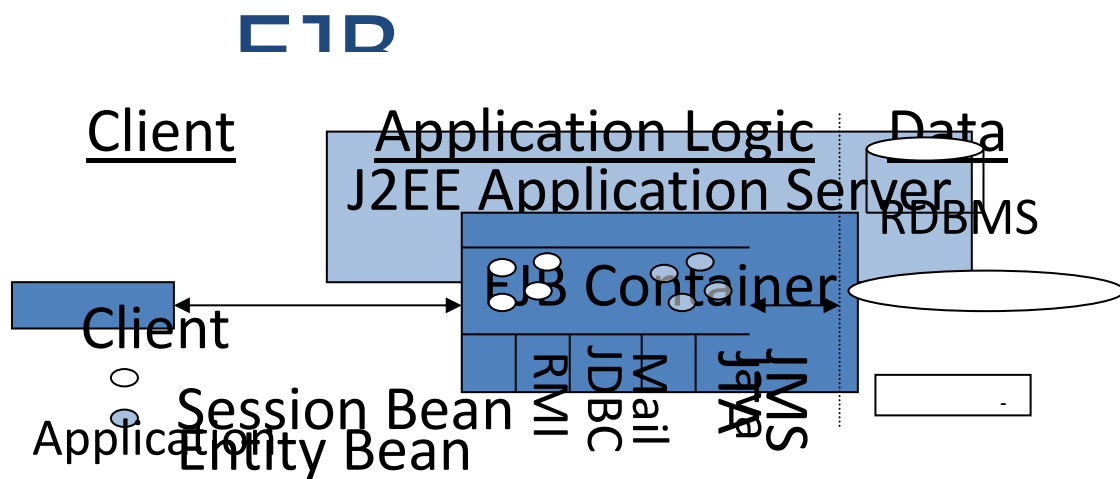 EJB
Client
Application Logic
Data
J2EE Application Server
RDBMS
EJB Container
Client
Application
Session Bean
Entity Bean
RMI
JDBC
Mail
Java
JMS
-